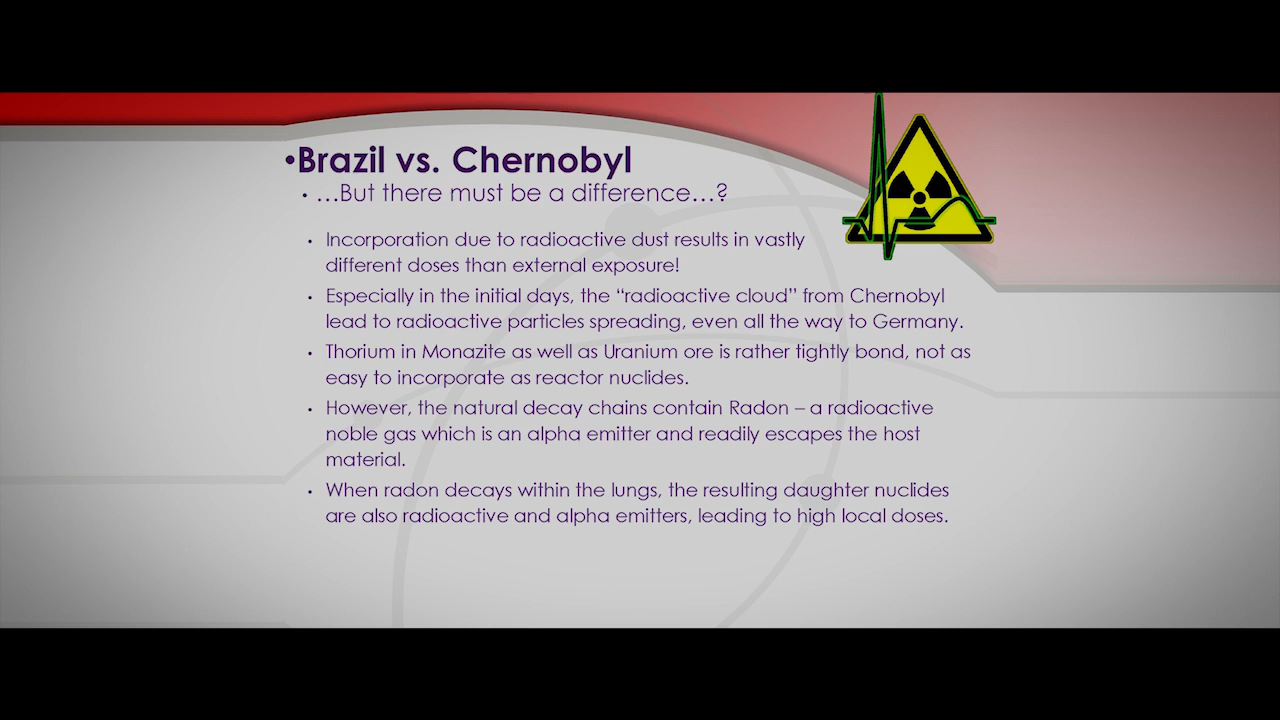 •Brazil vs. Chernobyl
• …But there must be a difference…?
• Incorporation due to radioactive dust results in vastly
different doses than external exposure!
• Especially in the initial days, the “radioactive cloud” from Chernobyl
lead to radioactive particles spreading, even all the way to Germany.
• Thorium in Monazite as well as Uranium ore is rather tightly bond, not as
easy to incorporate as reactor nuclides.
• However, the natural decay chains contain Radon – a radioactive
noble gas which is an alpha emitter and readily escapes the host
material.
• When radon decays within the lungs, the resulting daughter nuclides
are also radioactive and alpha emitters, leading to high local doses.